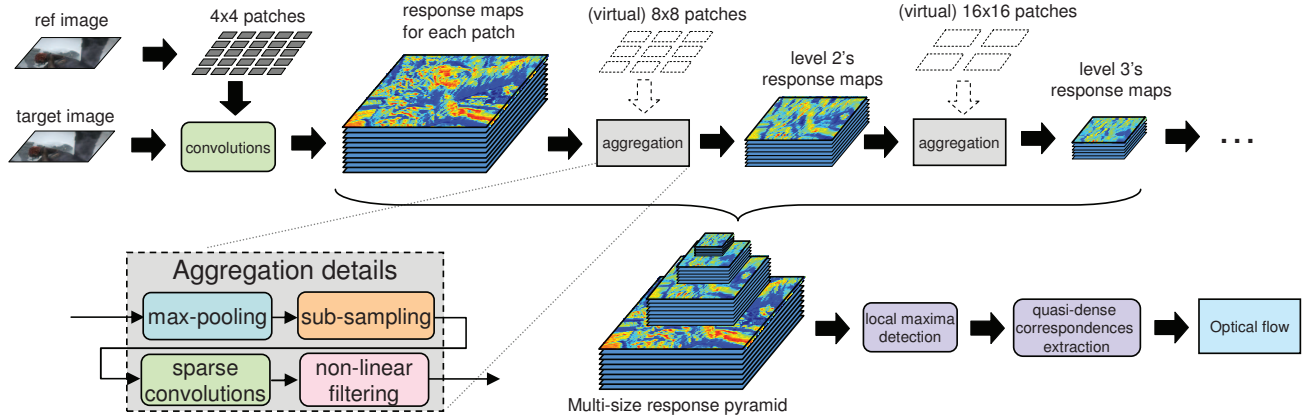 ref image
4x4 patches
response maps
for each patch
(virtual) 8x8 patches
(virtual) 16x16 patches
level 2's
response maps
level 3's
response maps
target image
convolutions
aggregation
aggregation
...
Aggregation details
max-pooling
sub-sampling
sparse
convolutions
non-linear
filtering
Multi-size response pyramid
local maxima
detection
quasi-dense
correspondences
extraction
Optical flow